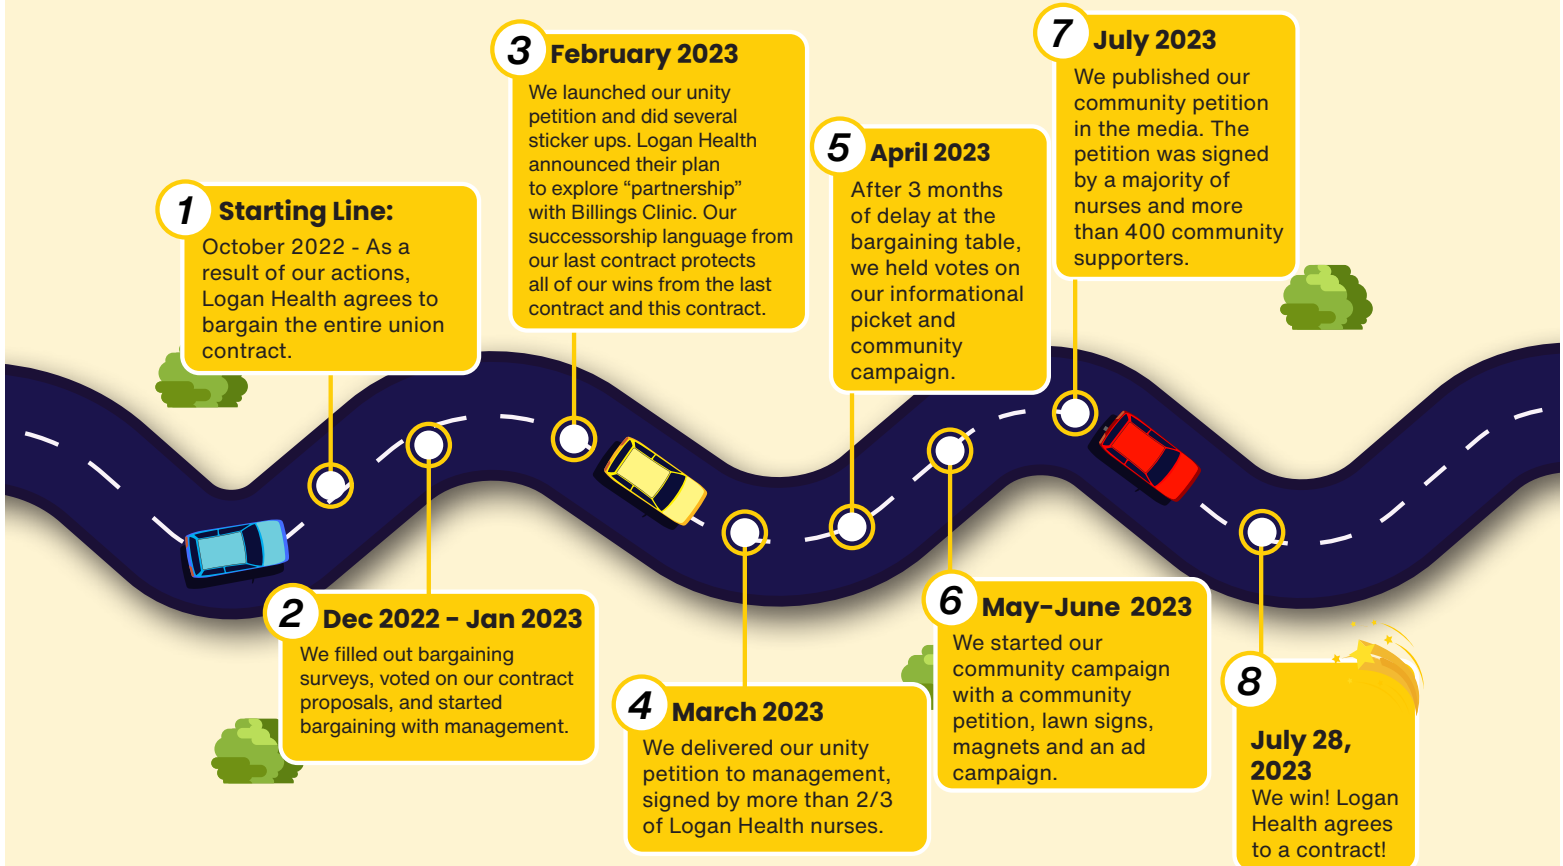 1
Starting Line:
October 2022 - As a
result of our actions,
Logan Health agrees to
bargain the entire union
contract.
2
Dec 2022 - Jan 2023
We filled out bargaining
surveys, voted on our contract
proposals, and started
bargaining with management.
3
February 2023
We launched our unity
petition and did several
sticker ups. Logan Health
announced their plan
to explore “partnership”
with Billings Clinic. Our
successorship language from
our last contract protects
all of our wins from the last
contract and this contract.
4
March 2023
We delivered our unity
petition to management,
signed by more than 2/3
of Logan Health nurses.
5
April 2023
After 3 months
of delay at the
bargaining table,
we held votes on
our informational
picket and
community
campaign.
6
May-June 2023
We started our
community campaign
with a community
petition, lawn signs,
magnets and an ad
campaign.
7
July 2023
We published our
community petition
in the media. The
petition was signed
by a majority of
nurses and more
than 400 community
supporters.
8
July 28,
2023
We win! Logan
Health agrees
to a contract!